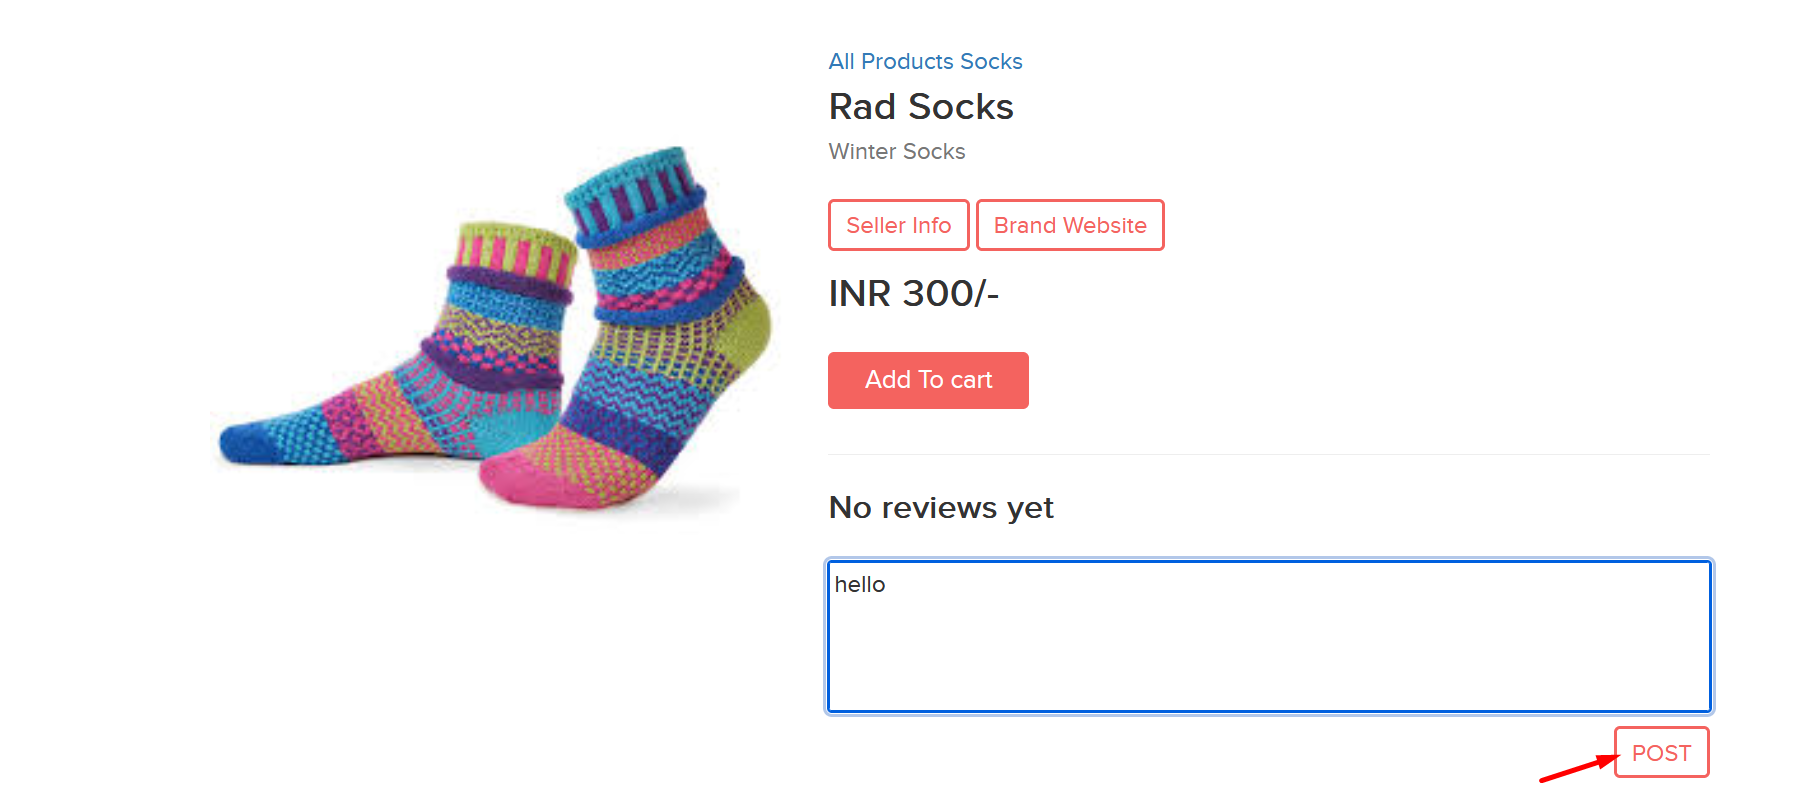 All Products Socks
Rad Socks
Winter Socks
Seller Info Brand Website
INR 300/-
Add To cart
No reviews yet
hello
POST